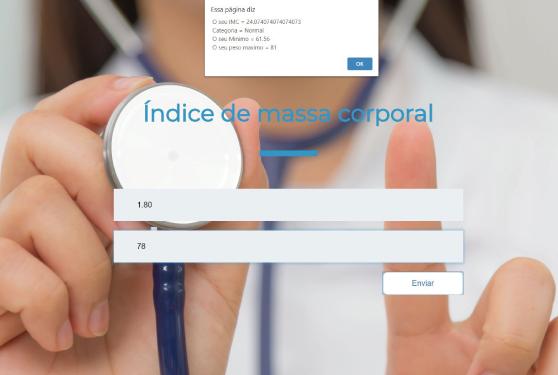 Essa página diz
O seu IMC = 24.074074074074073
Categoria = Normal
O seu Minimo = 61.56
O seu peso maximo = 81
OK
Índice de massa corporal
1.80
78
Enviar